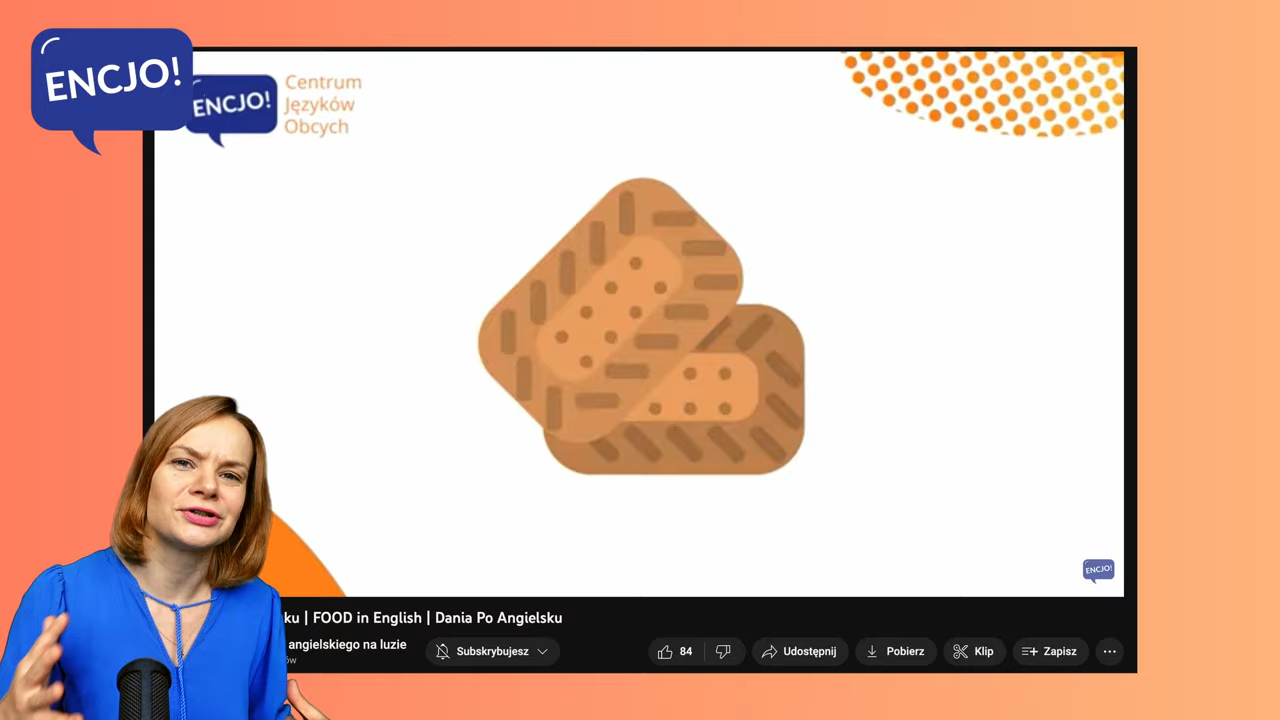 ENCJO!
ENCJO!
Centrum
Języków
Obcych
ENCJO!
ku | FOOD in English | Dania Po Angielsku
angielskiego na luzie
Subskrybujesz
84
Udostępnij
Pobierz
Klip
Zapisz
ów